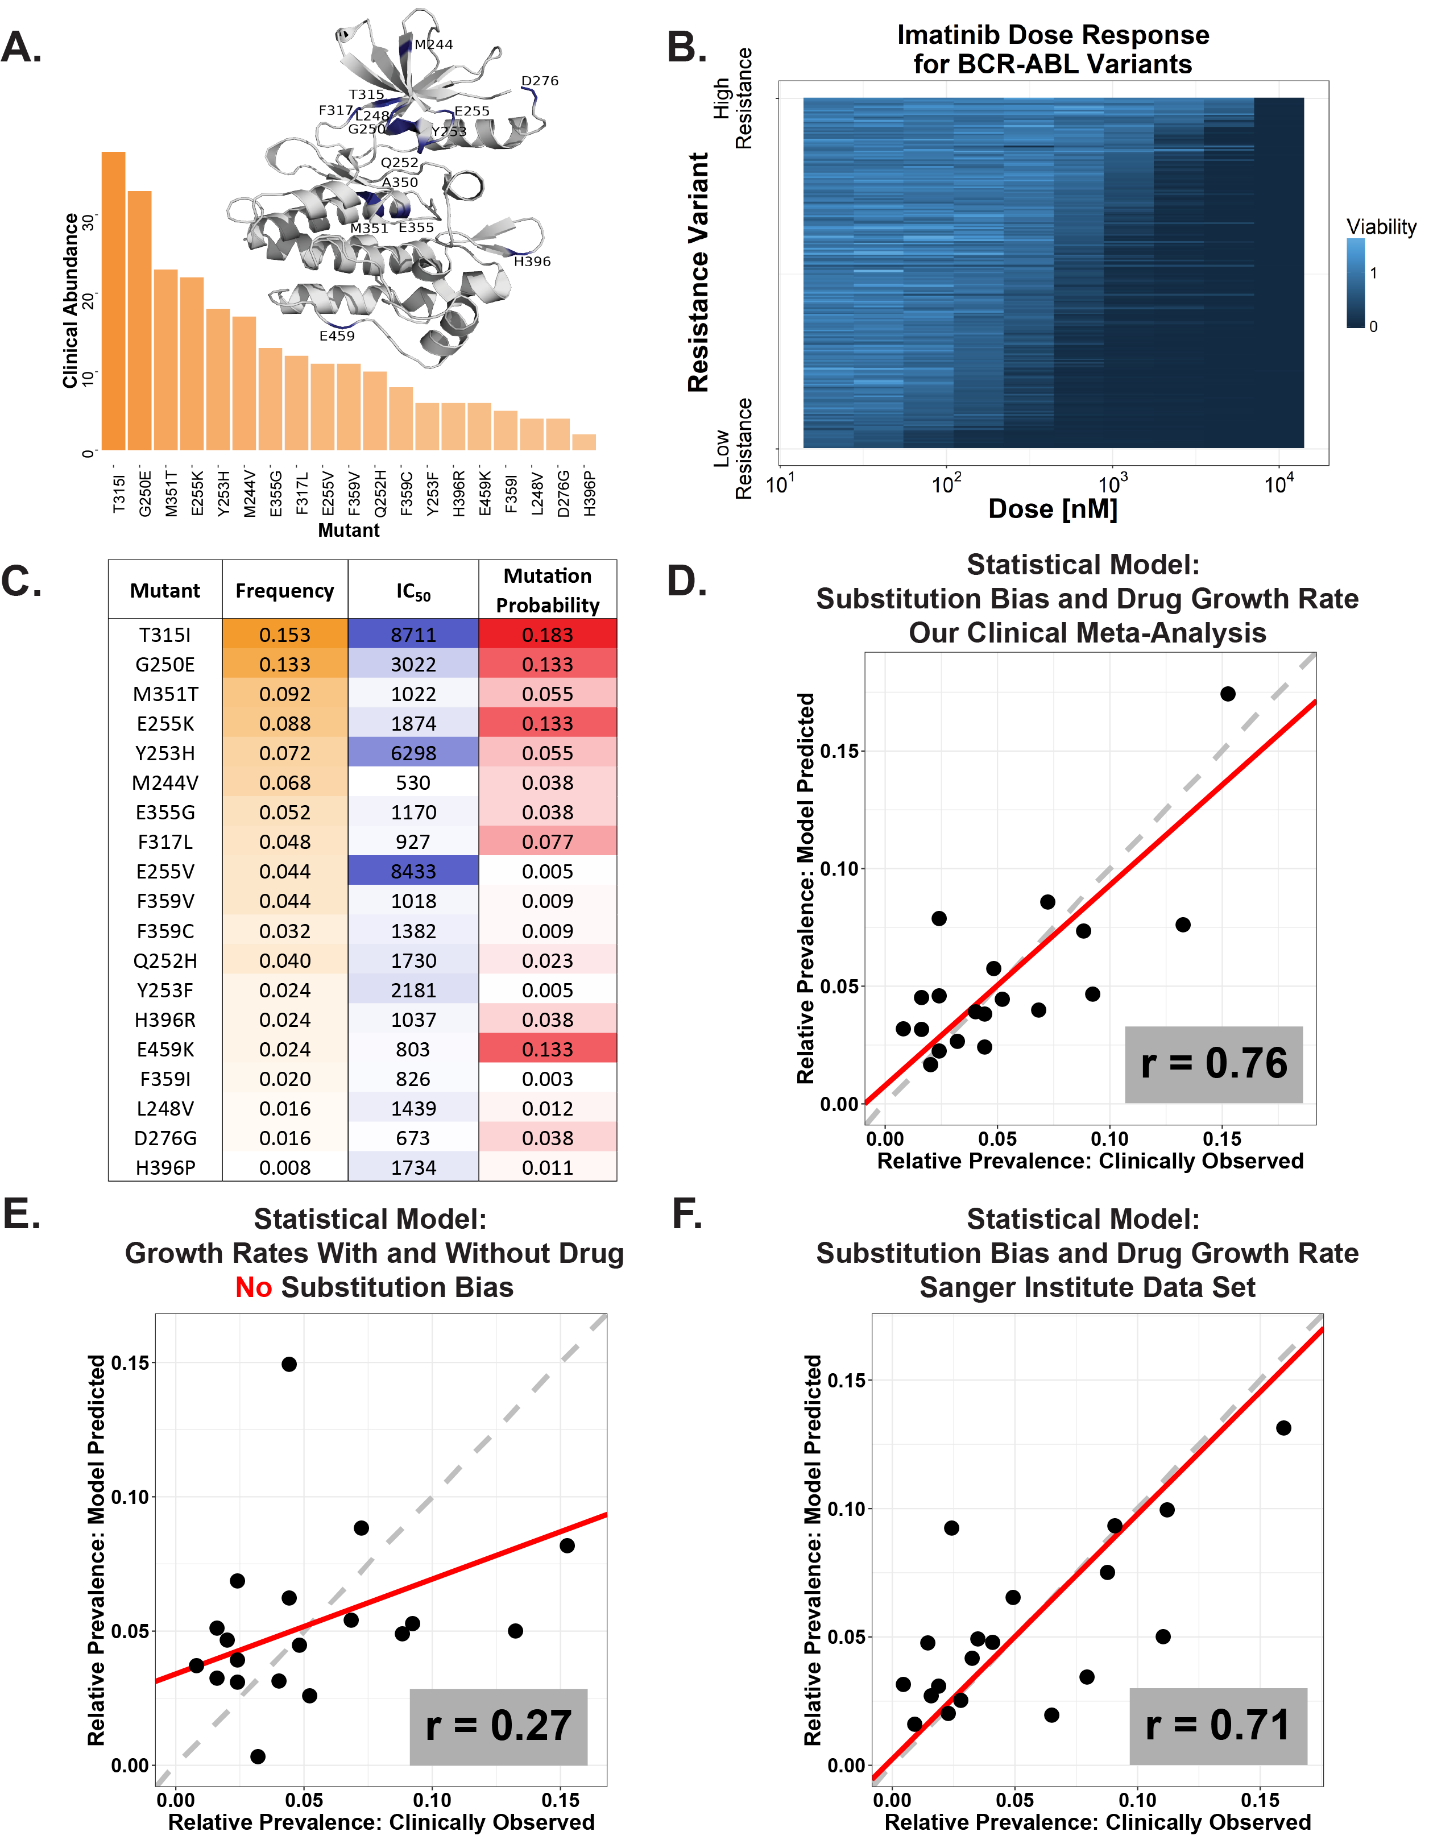 A.
M244
D276
T315
F317
L248
E255
G250
Y253
Q252
A350
M351
E355
H396
E459
Clinical Abundance
30
20
10
0
T315I
G250E
M351T
E255K
Y253H
M244V
E355G
F317L
E255V
F359V
Q252H
F359C
Y253F
H396R
E459K
F359I
L248V
D276G
H396P
Mutant
B.
Imatinib Dose Response
for BCR-ABL Variants
High
Resistance
Resistance Variant
Low
Resistance
10¹
10²
10³
10⁴
Dose [nM]
Viability
1
0
C.
Mutant Frequency IC₅₀ Mutation Probability
T315I 0.153 8711 0.183
G250E 0.133 3022 0.133
M351T 0.092 1022 0.055
E255K 0.088 1874 0.133
Y253H 0.072 6298 0.055
M244V 0.068 530 0.038
E355G 0.052 1170 0.038
F317L 0.048 927 0.077
E255V 0.044 8433 0.005
F359V 0.044 1018 0.009
F359C 0.032 1382 0.009
Q252H 0.040 1730 0.023
Y253F 0.024 2181 0.005
H396R 0.024 1037 0.038
E459K 0.024 803 0.133
F359I 0.020 826 0.003
L248V 0.016 1439 0.012
D276G 0.016 673 0.038
H396P 0.008 1734 0.011
D.
Statistical Model:
Substitution Bias and Drug Growth Rate
Our Clinical Meta-Analysis
Relative Prevalence: Model Predicted
0.15
0.10
0.05
0.00
r = 0.76
0.00 0.05 0.10 0.15
Relative Prevalence: Clinically Observed
E.
Statistical Model:
Growth Rates With and Without Drug
No Substitution Bias
Relative Prevalence: Model Predicted
0.15
0.10
0.05
0.00
r = 0.27
0.00 0.05 0.10 0.15
Relative Prevalence: Clinically Observed
F.
Statistical Model:
Substitution Bias and Drug Growth Rate
Sanger Institute Data Set
Relative Prevalence: Model Predicted
0.15
0.10
0.05
0.00
r = 0.71
0.00 0.05 0.10 0.15
Relative Prevalence: Clinically Observed